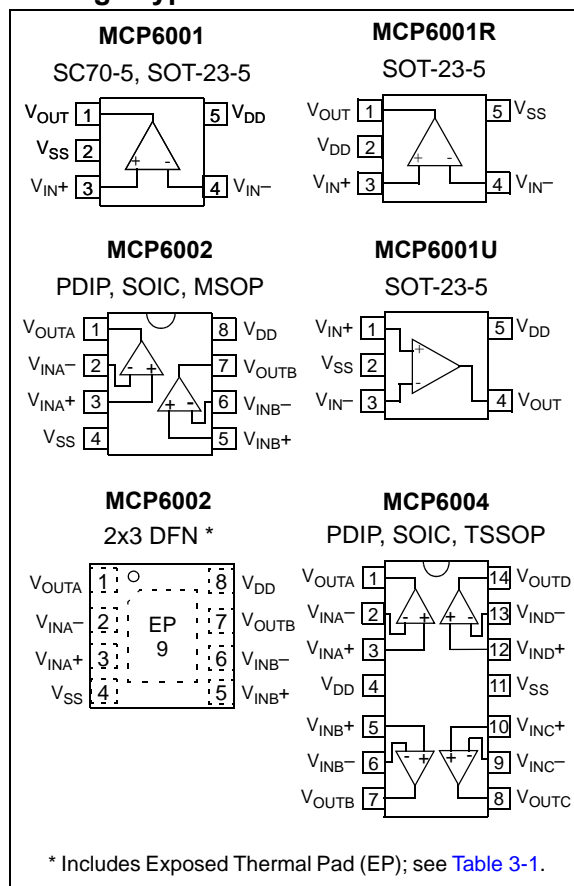 MCP6001
SC70-5, SOT-23-5
VOUT 1
5 VDD
VSS 2
VIN+ 3
4 VIN–
+ -
MCP6001R
SOT-23-5
VOUT 1
5 VSS
VDD 2
VIN+ 3
4 VIN–
+ -
MCP6002
PDIP, SOIC, MSOP
VOUTA 1
8 VDD
VINA– 2
7 VOUTB
VINA+ 3
6 VINB–
VSS 4
5 VINB+
- +
+ -
MCP6001U
SOT-23-5
VIN+ 1
5 VDD
VSS 2
VIN– 3
4 VOUT
+
-
MCP6002
2x3 DFN *
VOUTA 1
8 VDD
VINA– 2
EP
7 VOUTB
VINA+ 3
9
6 VINB–
VSS 4
5 VINB+
MCP6004
PDIP, SOIC, TSSOP
VOUTA 1
14 VOUTD
VINA– 2
- +
+ -
13 VIND–
VINA+ 3
12 VIND+
VDD 4
11 VSS
VINB+ 5
10 VINC+
VINB– 6
- +
+ -
9 VINC–
VOUTB 7
8 VOUTC
* Includes Exposed Thermal Pad (EP); see Table 3-1.